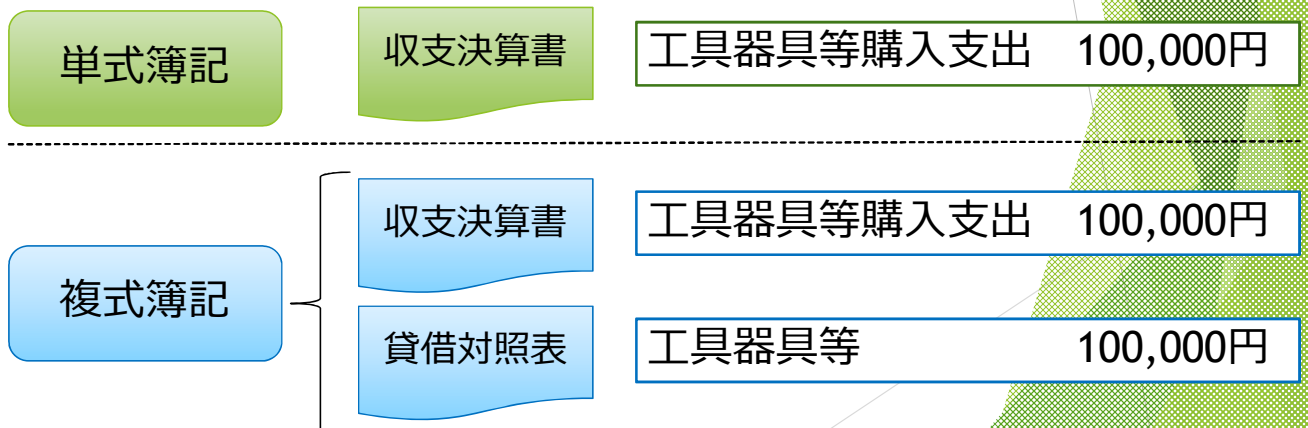 単式簿記
収支決算書
工具器具等購入支出　100,000円
複式簿記
収支決算書
工具器具等購入支出　100,000円
貸借対照表
工具器具等　100,000円